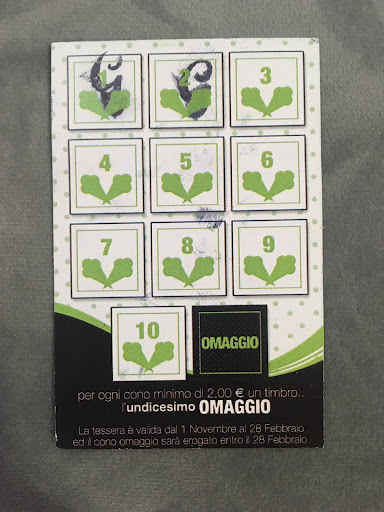 1 2 3
4 5 6
7 8 9
10 OMAGGIO
per ogni cono minimo di 2,00 € un timbro..
l'undicesimo OMAGGIO
La tessera è valida dal 1 Novembre al 28 Febbraio
ed il cono omaggio sarà erogato entro il 28 Febbraio